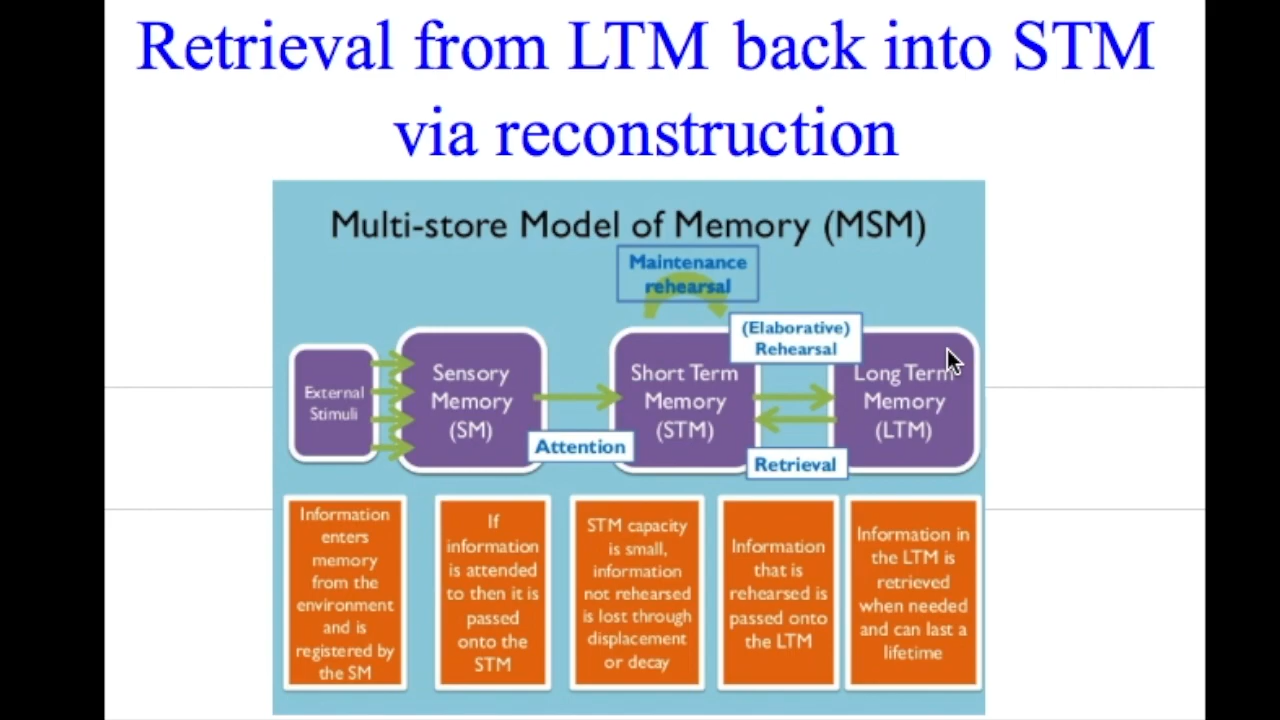 Retrieval from LTM back into STM
via reconstruction
Multi-store Model of Memory (MSM)
Maintenance
rehearsal
(Elaborative)
Rehearsal
External
Stimuli
Sensory
Memory
(SM)
Short Term
Memory
(STM)
Long Term
Memory
(LTM)
Attention
Retrieval
Information
enters
memory
from the
environment
and is
registered by
the SM
If
information
is attended
to then it is
passed
onto the
STM
STM capacity
is small,
information
not rehearsed
is lost through
displacement
or decay
Information
that is
rehearsed is
passed onto
the LTM
Information in
the LTM is
retrieved
when needed
and can last a
lifetime